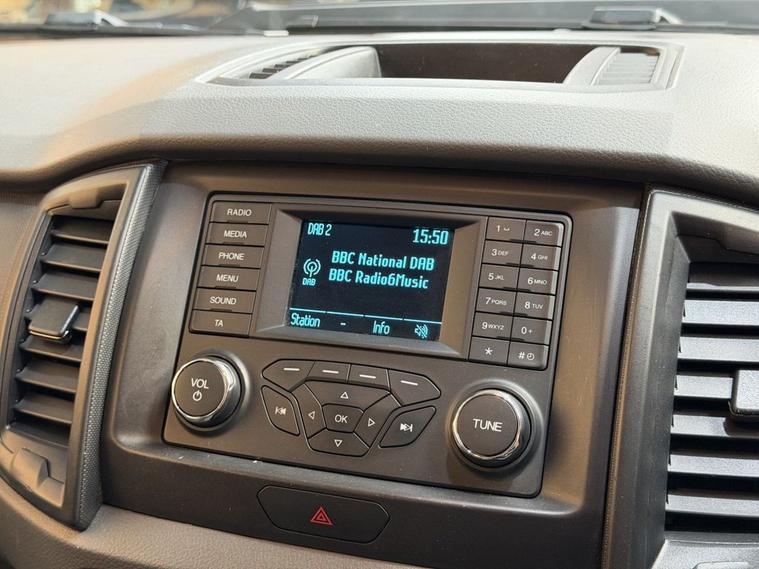 RADIO
MEDIA
PHONE
MENU
SOUND
TA
DAB 2
15:50
BBC National DAB
BBC Radio6Music
DAB
Station
-
Info
1
2 ABC
3 DEF
4 GHI
5 JKL
6 MNO
7 PQRS
8 TUV
9 WXYZ
0 +
*
#
VOL
OK
TUNE